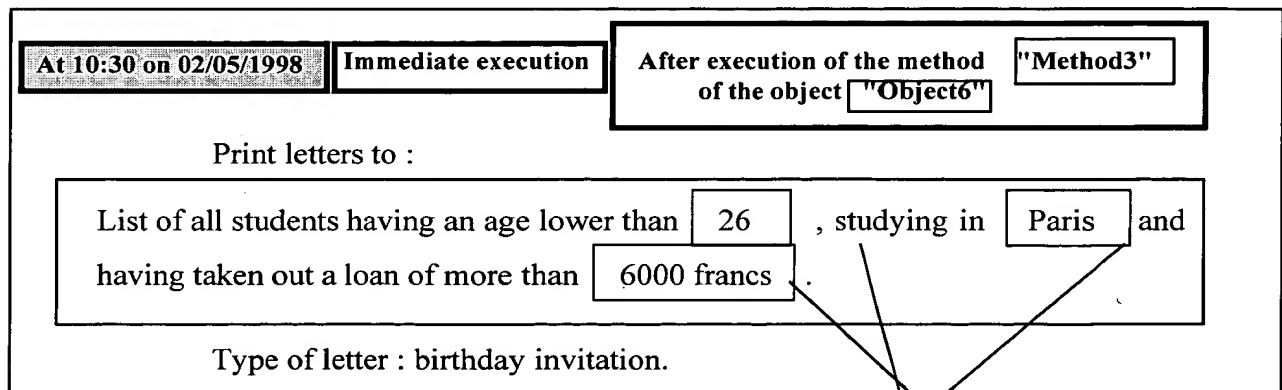 At 10:30 on 02/05/1998 Immediate execution After execution of the method "Method3"
of the object "Object6"
Print letters to :
List of all students having an age lower than 26 , studying in Paris and
having taken out a loan of more than 6000 francs .
Type of letter : birthday invitation.